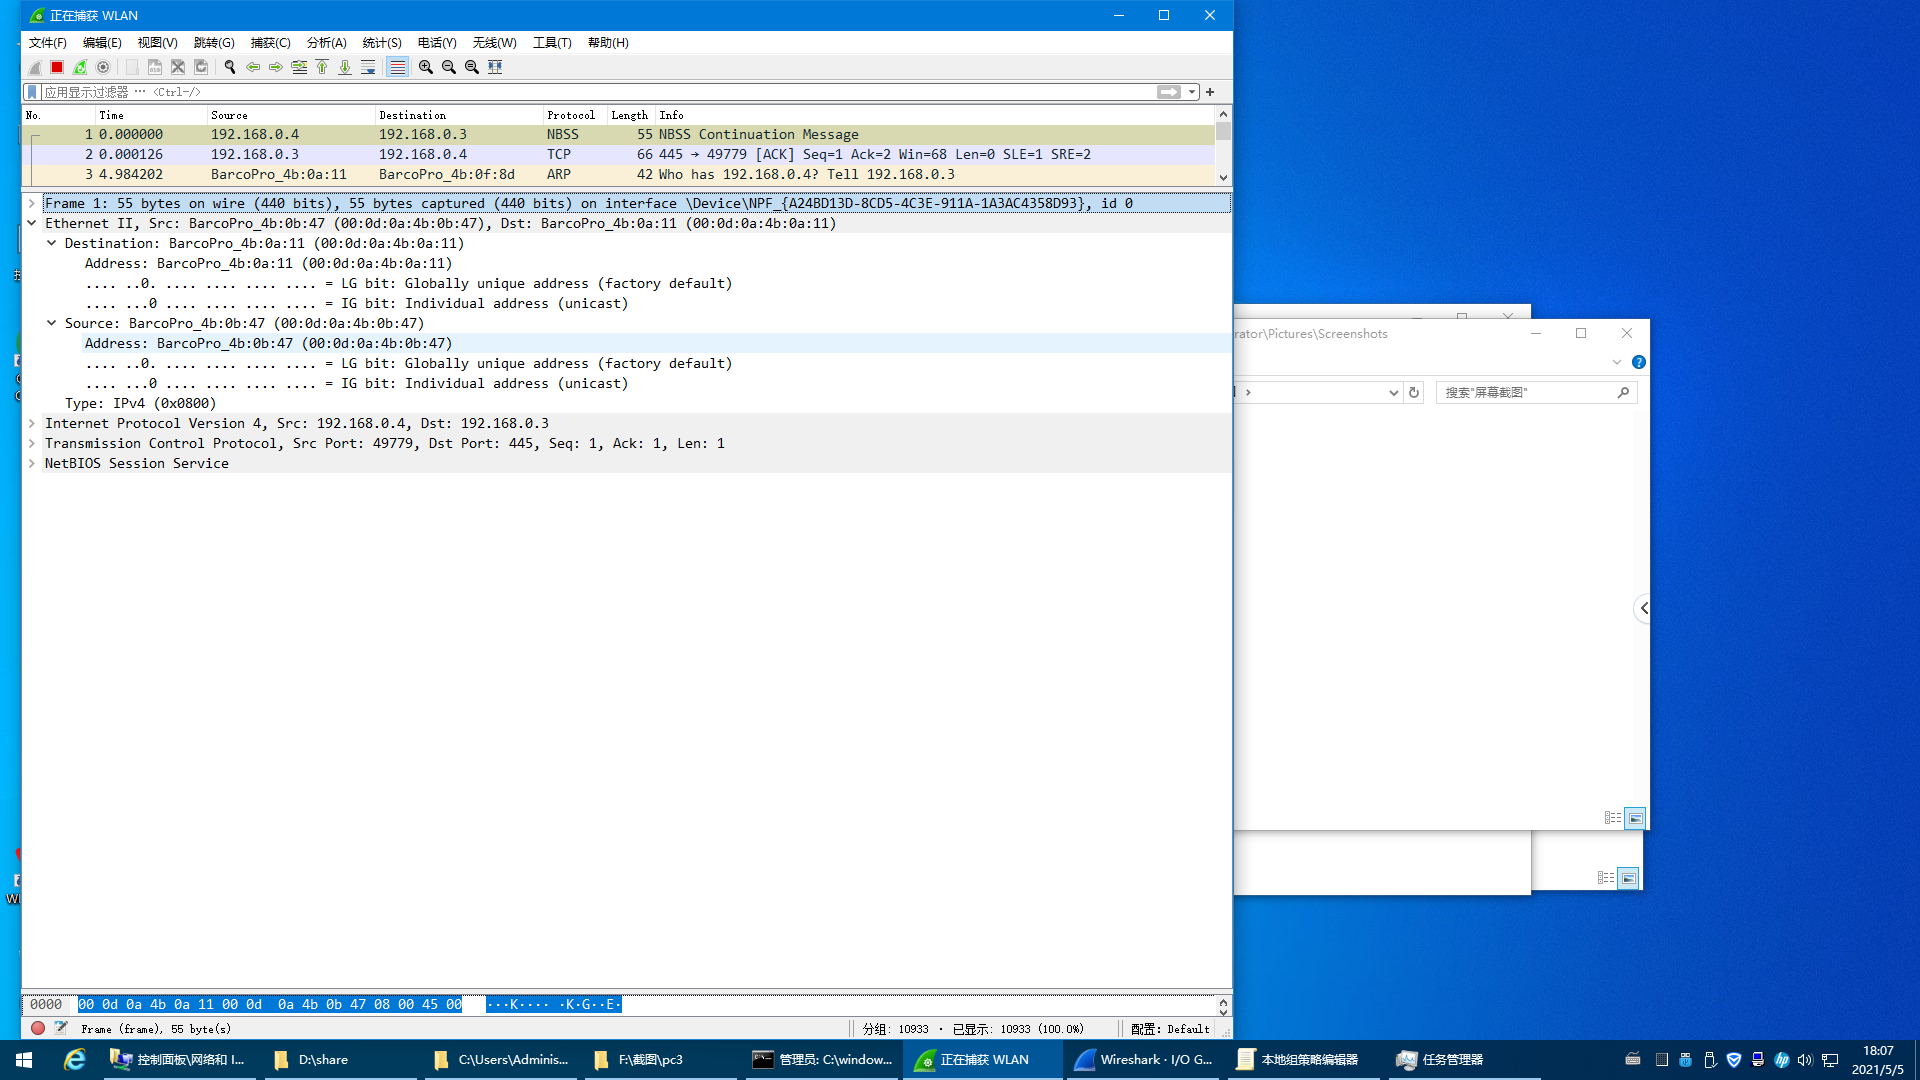 正在捕获 WLAN
文件(F) 编辑(E) 视图(V) 跳转(G) 捕获(C) 分析(A) 统计(S) 电话(Y) 无线(W) 工具(T) 帮助(H)
应用显示过滤器 … <Ctrl-/>
No. Time Source Destination Protocol Length Info
1 0.000000 192.168.0.4 192.168.0.3 NBSS 55 NBSS Continuation Message
2 0.000126 192.168.0.3 192.168.0.4 TCP 66 445 → 49779 [ACK] Seq=1 Ack=2 Win=68 Len=0 SLE=1 SRE=2
3 4.984202 BarcoPro_4b:0a:11 BarcoPro_4b:0f:8d ARP 42 Who has 192.168.0.4? Tell 192.168.0.3
Frame 1: 55 bytes on wire (440 bits), 55 bytes captured (440 bits) on interface \Device\NPF_{A24BD13D-8CD5-4C3E-911A-1A3AC4358D93}, id 0
Ethernet II, Src: BarcoPro_4b:0b:47 (00:0d:0a:4b:0b:47), Dst: BarcoPro_4b:0a:11 (00:0d:0a:4b:0a:11)
Destination: BarcoPro_4b:0a:11 (00:0d:0a:4b:0a:11)
Address: BarcoPro_4b:0a:11 (00:0d:0a:4b:0a:11)
.... ..0. .... .... .... .... = LG bit: Globally unique address (factory default)
.... ...0 .... .... .... .... = IG bit: Individual address (unicast)
Source: BarcoPro_4b:0b:47 (00:0d:0a:4b:0b:47)
Address: BarcoPro_4b:0b:47 (00:0d:0a:4b:0b:47)
.... ..0. .... .... .... .... = LG bit: Globally unique address (factory default)
.... ...0 .... .... .... .... = IG bit: Individual address (unicast)
Type: IPv4 (0x0800)
Internet Protocol Version 4, Src: 192.168.0.4, Dst: 192.168.0.3
Transmission Control Protocol, Src Port: 49779, Dst Port: 445, Seq: 1, Ack: 1, Len: 1
NetBIOS Session Service
rator\Pictures\Screenshots
搜索"屏幕截图"
0000 00 0d 0a 4b 0a 11 00 0d 0a 4b 0b 47 08 00 45 00 ···K···· ·K·G··E·
Frame (frame), 55 byte(s)
分组: 10933 · 已显示: 10933 (100.0%)
配置: Default
控制面板\网络和 I...
D:\share
C:\Users\Adminis...
F:\截图\pc3
管理员: C:\window...
正在捕获 WLAN
Wireshark · I/O G...
本地组策略编辑器
任务管理器
18:07
2021/5/5